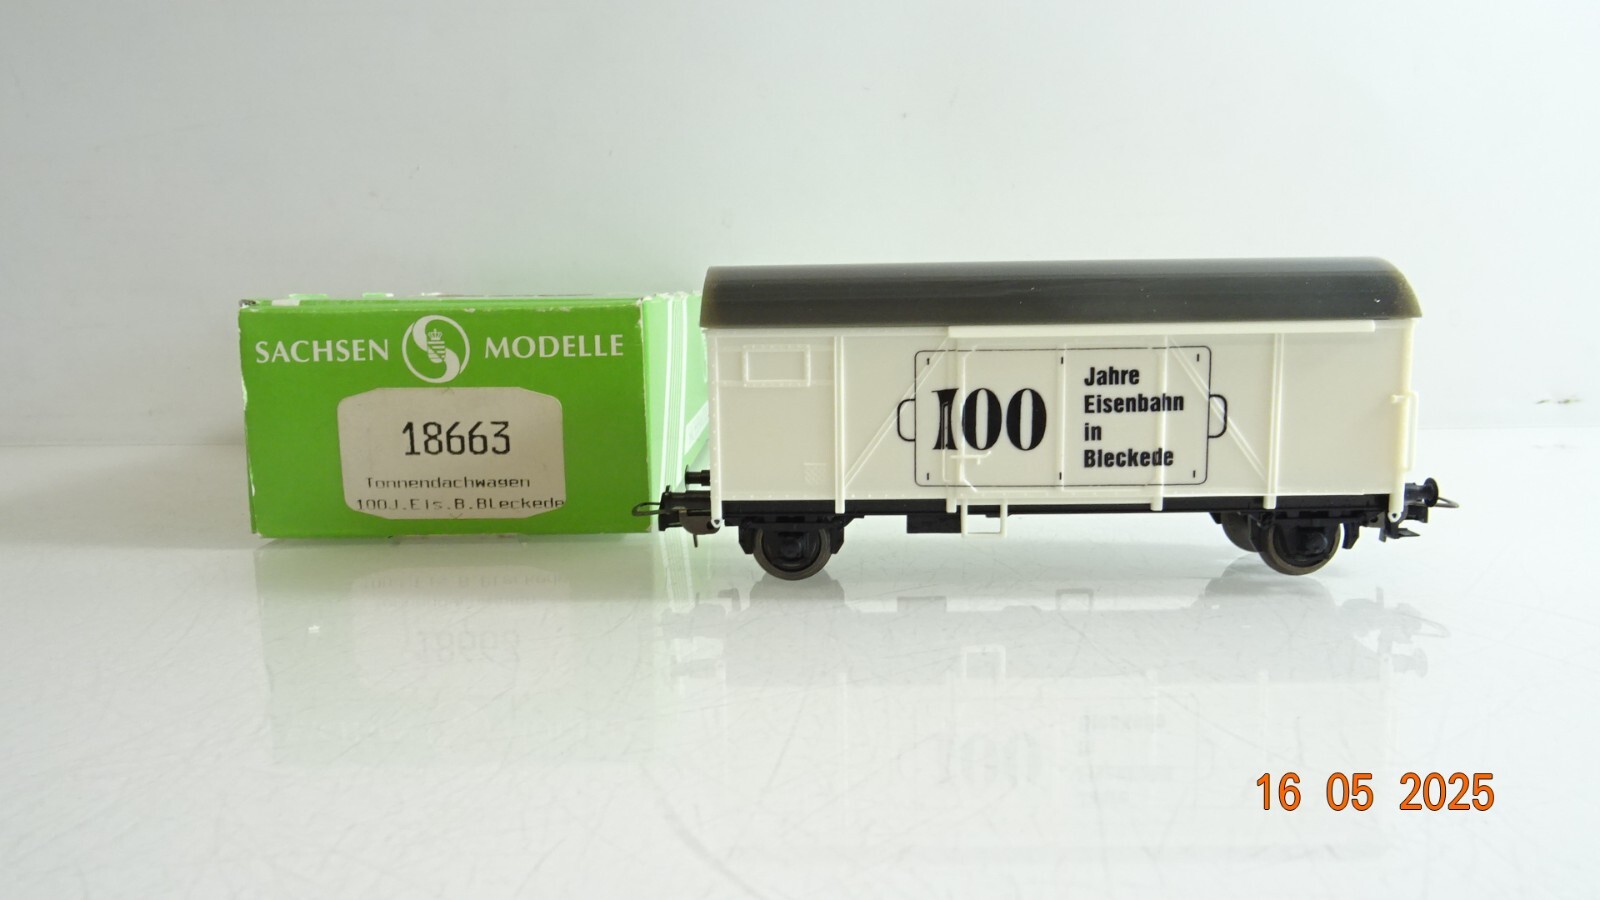 SACHSEN MODELLE
18663
Tonnendachwagen
100J.Eis.B.Bleckede
100
Jahre
Eisenbahn
in
Bleckede
16 05 2025